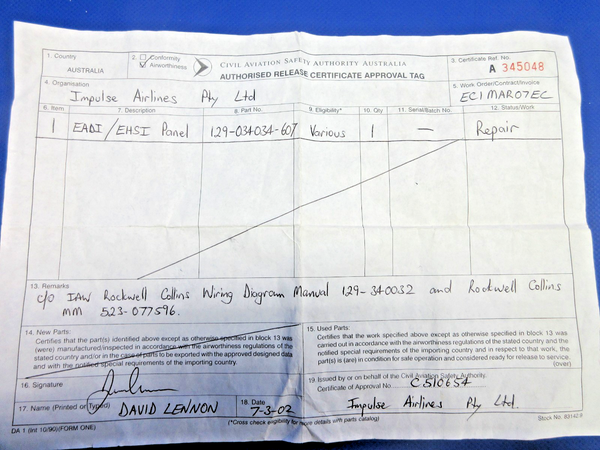 1. Country
AUSTRALIA
2. Conformity
Airworthiness
CIVIL AVIATION SAFETY AUTHORITY AUSTRALIA
AUTHORISED RELEASE CERTIFICATE APPROVAL TAG
3. Certificate Ref. No.
A 345048
4. Organisation
Impulse Airlines Pty Ltd
5. Work Order/Contract/Invoice
EC1MAR07EC
6. Item 7. Description 8. Part No. 9. Eligibility* 10. Qty 11. Serial/Batch No. 12. Status/Work
1 EADI/EHSI Panel 129-034034-607 Various 1 — Repair
13. Remarks
c/o IAW Rockwell Collins Wiring Diagram Manual 129-340032 and Rockwell Collins
MM 523-077596.
14. New Parts:
Certifies that the part(s) identified above except as otherwise specified in block 13 was
(were) manufactured/inspected in accordance with the airworthiness regulations of the
stated country and/or in the case of parts to be exported with the approved designed data
and with the notified special requirements of the importing country.
15. Used Parts:
Certifies that the work specified above except as otherwise specified in block 13 was
carried out in accordance with the airworthiness regulations of the stated country and the
notified special requirements of the importing country and in respect to that work, the
part(s) is (are) in condition for safe operation and considered ready for release to service.
(over)
16. Signature
17. Name (Printed or Typed) DAVID LENNON
18. Date
7-3-02
19. Issued by or on behalf of the Civil Aviation Safety Authority.
Certificate of Approval No. C510654
Impulse Airlines Pty Ltd.
(*Cross check eligibility for more details with parts catalog)
DA 1 (Int 10/90)(FORM ONE)
Stock No.